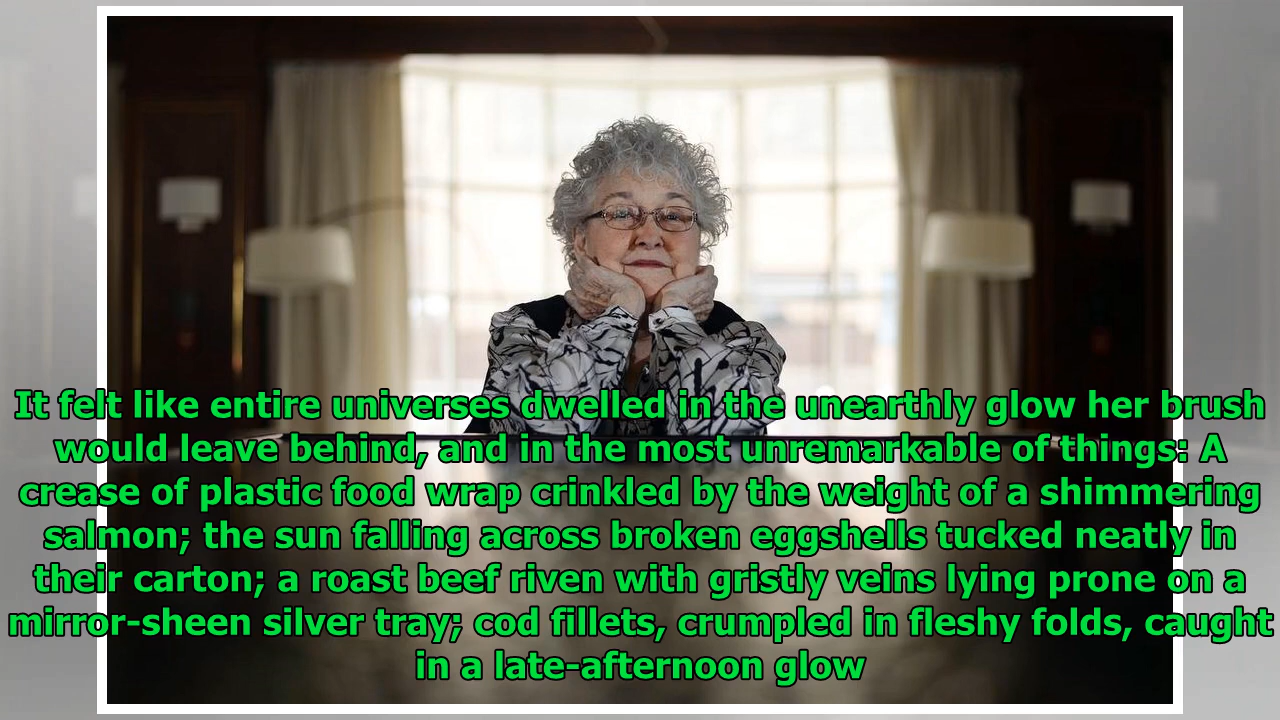 It felt like entire universes dwelled in the unearthly glow her brush
would leave behind, and in the most unremarkable of things: A
crease of plastic food wrap crinkled by the weight of a shimmering
salmon; the sun falling across broken eggshells tucked neatly in
their carton; a roast beef riven with gristly veins lying prone on a
mirror-sheen silver tray; cod fillets, crumpled in fleshy folds, caught
in a late-afternoon glow